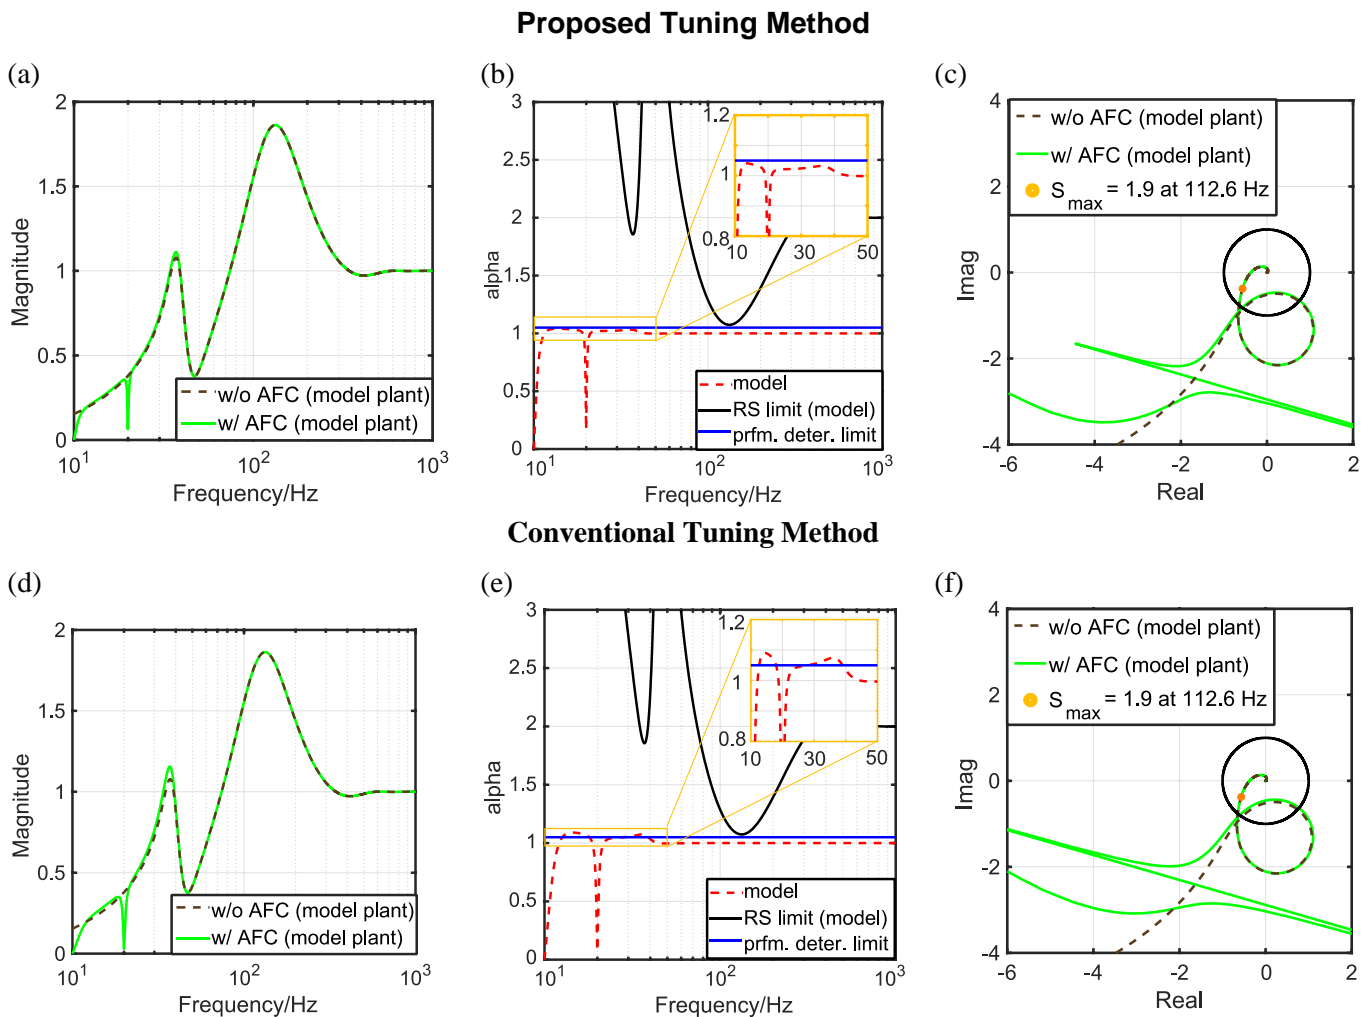 Proposed Tuning Method
(a)
2
1.5
1
0.5
0
10^1
10^2
10^3
Magnitude
Frequency/Hz
w/o AFC (model plant)
w/ AFC (model plant)
(b)
3
2.5
2
1.5
1
0.5
0
10^1
10^2
10^3
alpha
Frequency/Hz
1.2
1
0.8
10
30
50
model
RS limit (model)
prfm. deter. limit
(c)
4
2
0
-2
-4
-6
-4
-2
0
2
Imag
Real
w/o AFC (model plant)
w/ AFC (model plant)
S_max = 1.9 at 112.6 Hz
Conventional Tuning Method
(d)
2
1.5
1
0.5
0
10^1
10^2
10^3
Magnitude
Frequency/Hz
w/o AFC (model plant)
w/ AFC (model plant)
(e)
3
2.5
2
1.5
1
0.5
0
10^1
10^2
10^3
alpha
Frequency/Hz
1.2
1
0.8
10
30
50
model
RS limit (model)
prfm. deter. limit
(f)
4
2
0
-2
-4
-6
-4
-2
0
2
Imag
Real
w/o AFC (model plant)
w/ AFC (model plant)
S_max = 1.9 at 112.6 Hz